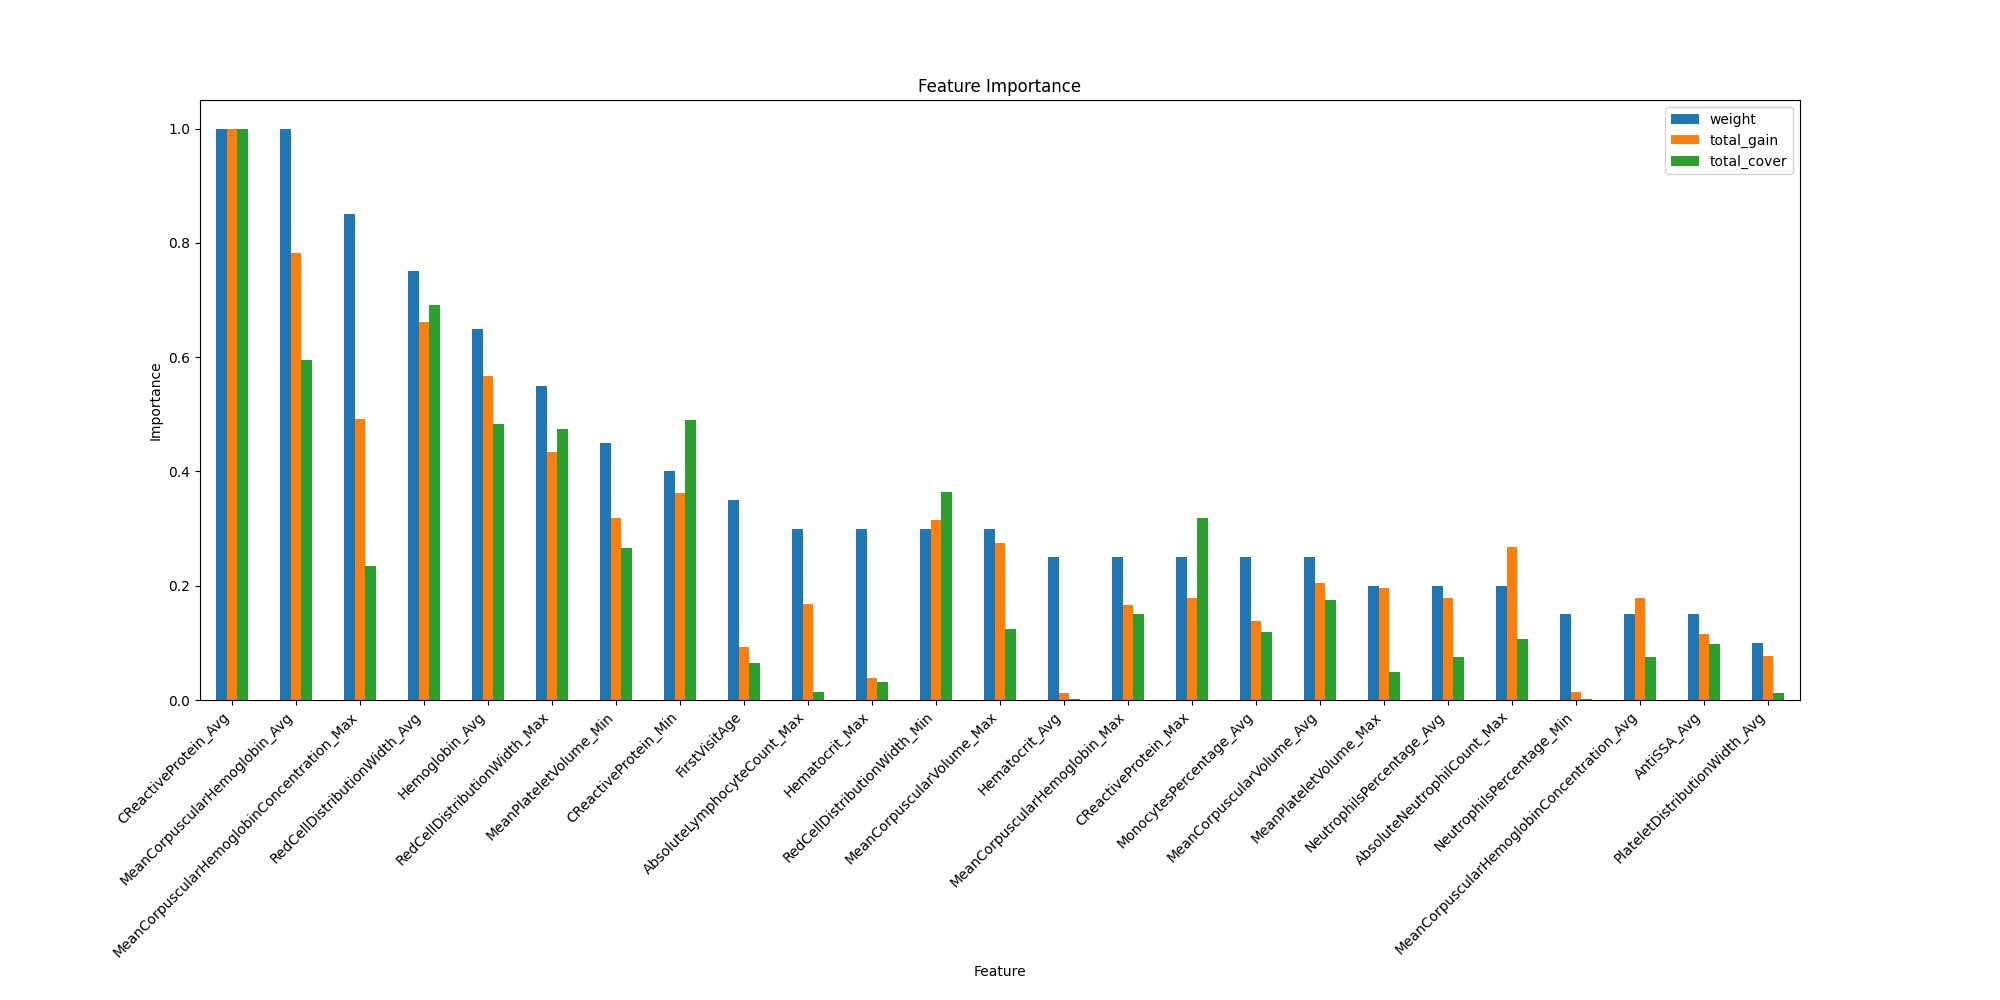 Feature Importance
weight
total_gain
total_cover
1.0
0.8
0.6
0.4
0.2
0.0
Importance
CReactiveProtein_Avg
MeanCorpuscularHemoglobin_Avg
MeanCorpuscularHemoglobinConcentration_Max
RedCellDistributionWidth_Avg
Hemoglobin_Avg
RedCellDistributionWidth_Max
MeanPlateletVolume_Min
CReactiveProtein_Min
FirstVisitAge
AbsoluteLymphocyteCount_Max
Hematocrit_Max
RedCellDistributionWidth_Min
MeanCorpuscularVolume_Max
Hematocrit_Avg
MeanCorpuscularHemoglobin_Max
CReactiveProtein_Max
MonocytesPercentage_Avg
MeanCorpuscularVolume_Avg
MeanPlateletVolume_Max
NeutrophilsPercentage_Avg
AbsoluteNeutrophilCount_Max
NeutrophilsPercentage_Min
MeanCorpuscularHemoglobinConcentration_Avg
AntiSSA_Avg
PlateletDistributionWidth_Avg
Feature